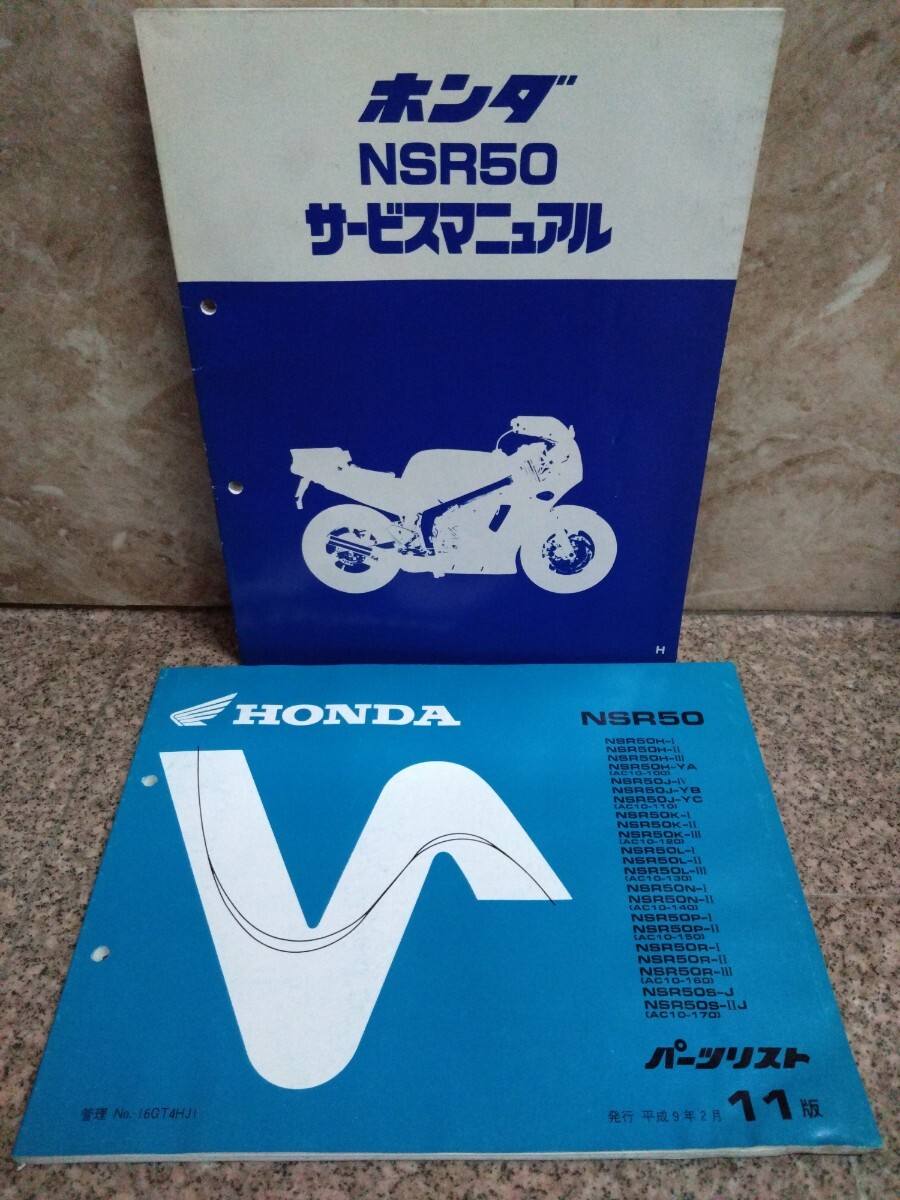 ホンダ
NSR50
サービスマニュアル
H
HONDA
NSR50
NSR50H-I
NSR50H-II
NSR50H-III
NSR50H-YA
(AC10-100)
NSR50J-IV
NSR50J-YB
NSR50J-YC
(AC10-110)
NSR50K-I
NSR50K-II
NSR50K-III
(AC10-120)
NSR50L-I
NSR50L-II
NSR50L-III
(AC10-130)
NSR50N-I
NSR50N-II
(AC10-140)
NSR50P-I
NSR50P-II
(AC10-150)
NSR50R-I
NSR50R-II
NSR50R-III
(AC10-160)
NSR50S-J
NSR50S-IIJ
(AC10-170)
パーツリスト
管理 No. 16GT4HJ1
発行 平成9年2月 11版